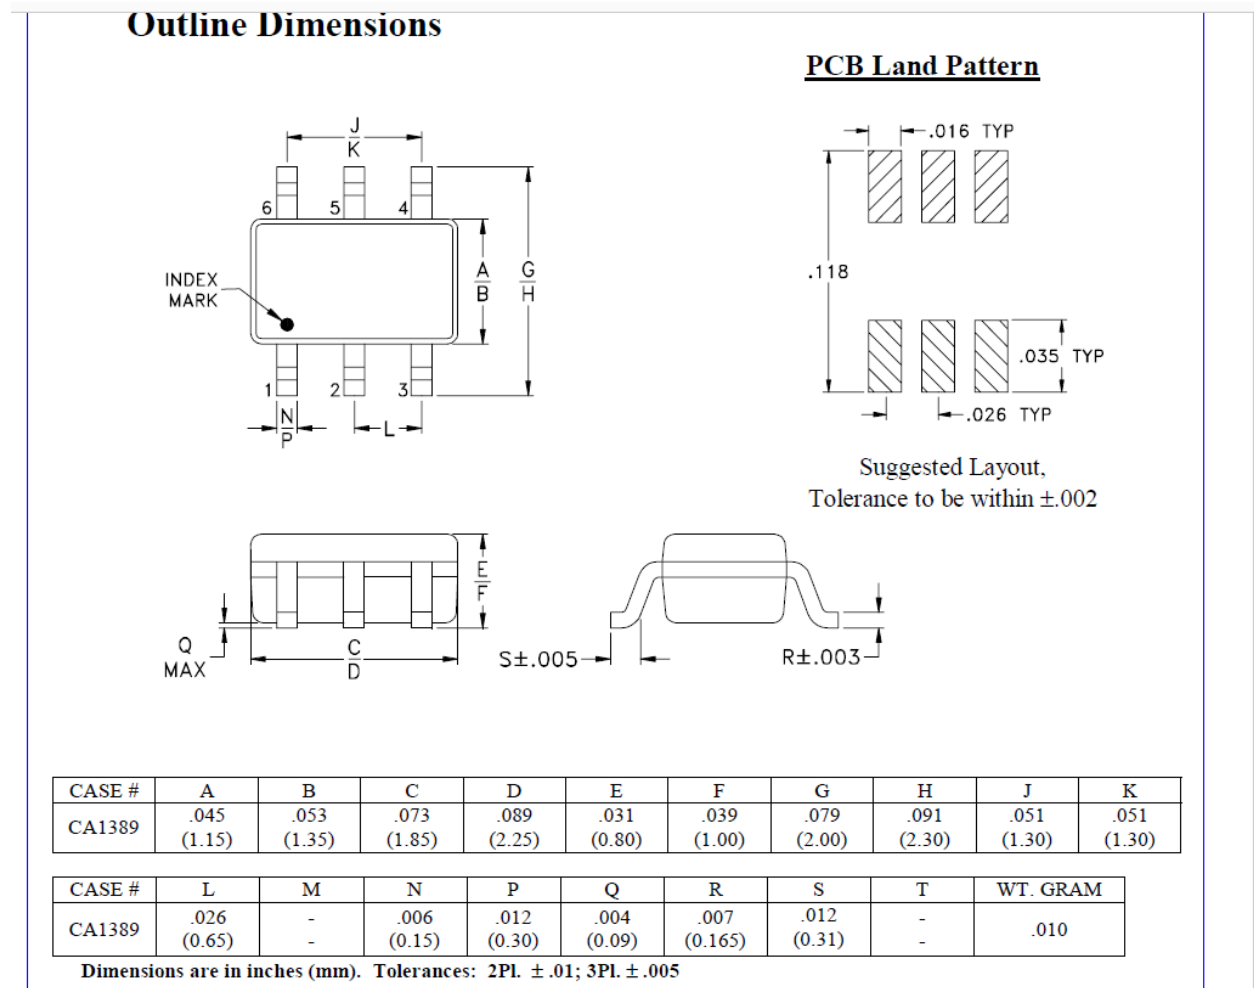 Outline Dimensions
PCB Land Pattern
J
K
.016 TYP
6 5 4
INDEX
MARK
A
B
G
H
.118
1 2 3
N
P
L
.035 TYP
.026 TYP
Suggested Layout,
Tolerance to be within ±.002
E
F
Q
MAX
C
D
S±.005
R±.003
CASE # A B C D E F G H J K
CA1389 .045 .053 .073 .089 .031 .039 .079 .091 .051 .051
(1.15) (1.35) (1.85) (2.25) (0.80) (1.00) (2.00) (2.30) (1.30) (1.30)
CASE # L M N P Q R S T WT. GRAM
CA1389 .026 - .006 .012 .004 .007 .012 - .010
(0.65) - (0.15) (0.30) (0.09) (0.165) (0.31) -
Dimensions are in inches (mm). Tolerances: 2Pl. ± .01; 3Pl. ± .005